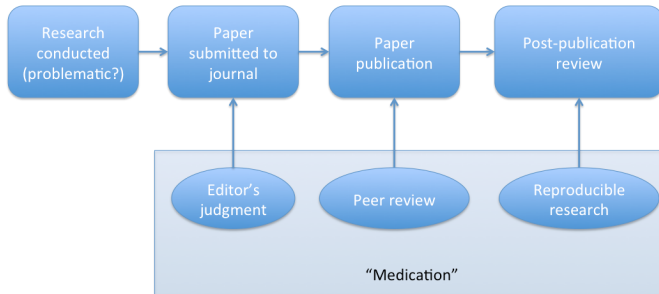 Research
conducted
(problematic?)
Paper
submitted to
journal
Paper
publication
Post-publication
review
Editor’s
judgment
Peer review
Reproducible
research
“Medication”